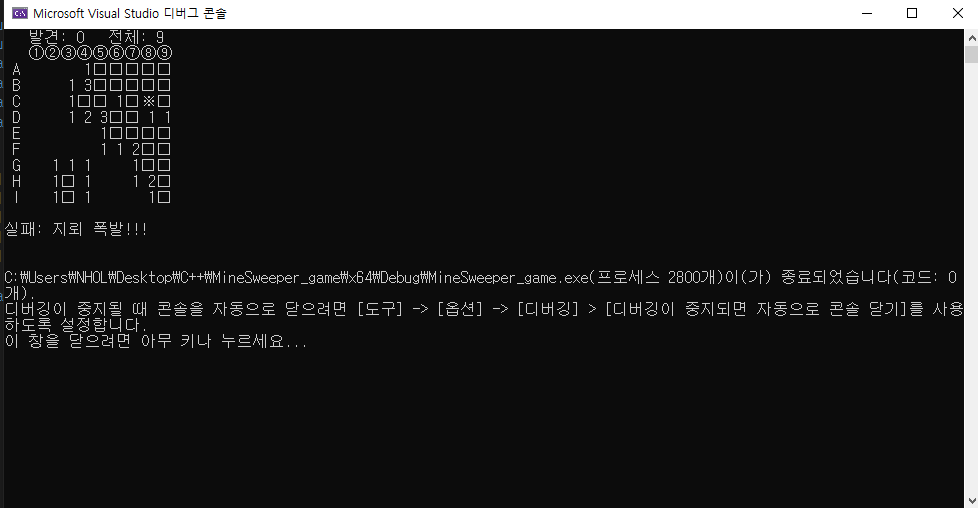 Microsoft Visual Studio 디버그 콘솔
발견: 0   전체: 9
①②③④⑤⑥⑦⑧⑨
A        1□□□□□
B       1 3□□□□□
C       1□□ 1□※□
D       1 2 3□□ 1 1
E          1□□□□
F          1 1 2□□
G     1 1 1     1□□
H     1□ 1     1 2□
I     1□ 1       1□
실패: 지뢰 폭발!!!
C:\Users\NHOL\Desktop\C++\MineSweeper_game\x64\Debug\MineSweeper_game.exe(프로세스 2800개)이(가) 종료되었습니다(코드: 0
개).
디버깅이 중지될 때 콘솔을 자동으로 닫으려면 [도구] -> [옵션] -> [디버깅] > [디버깅이 중지되면 자동으로 콘솔 닫기]를 사용
하도록 설정합니다.
이 창을 닫으려면 아무 키나 누르세요...